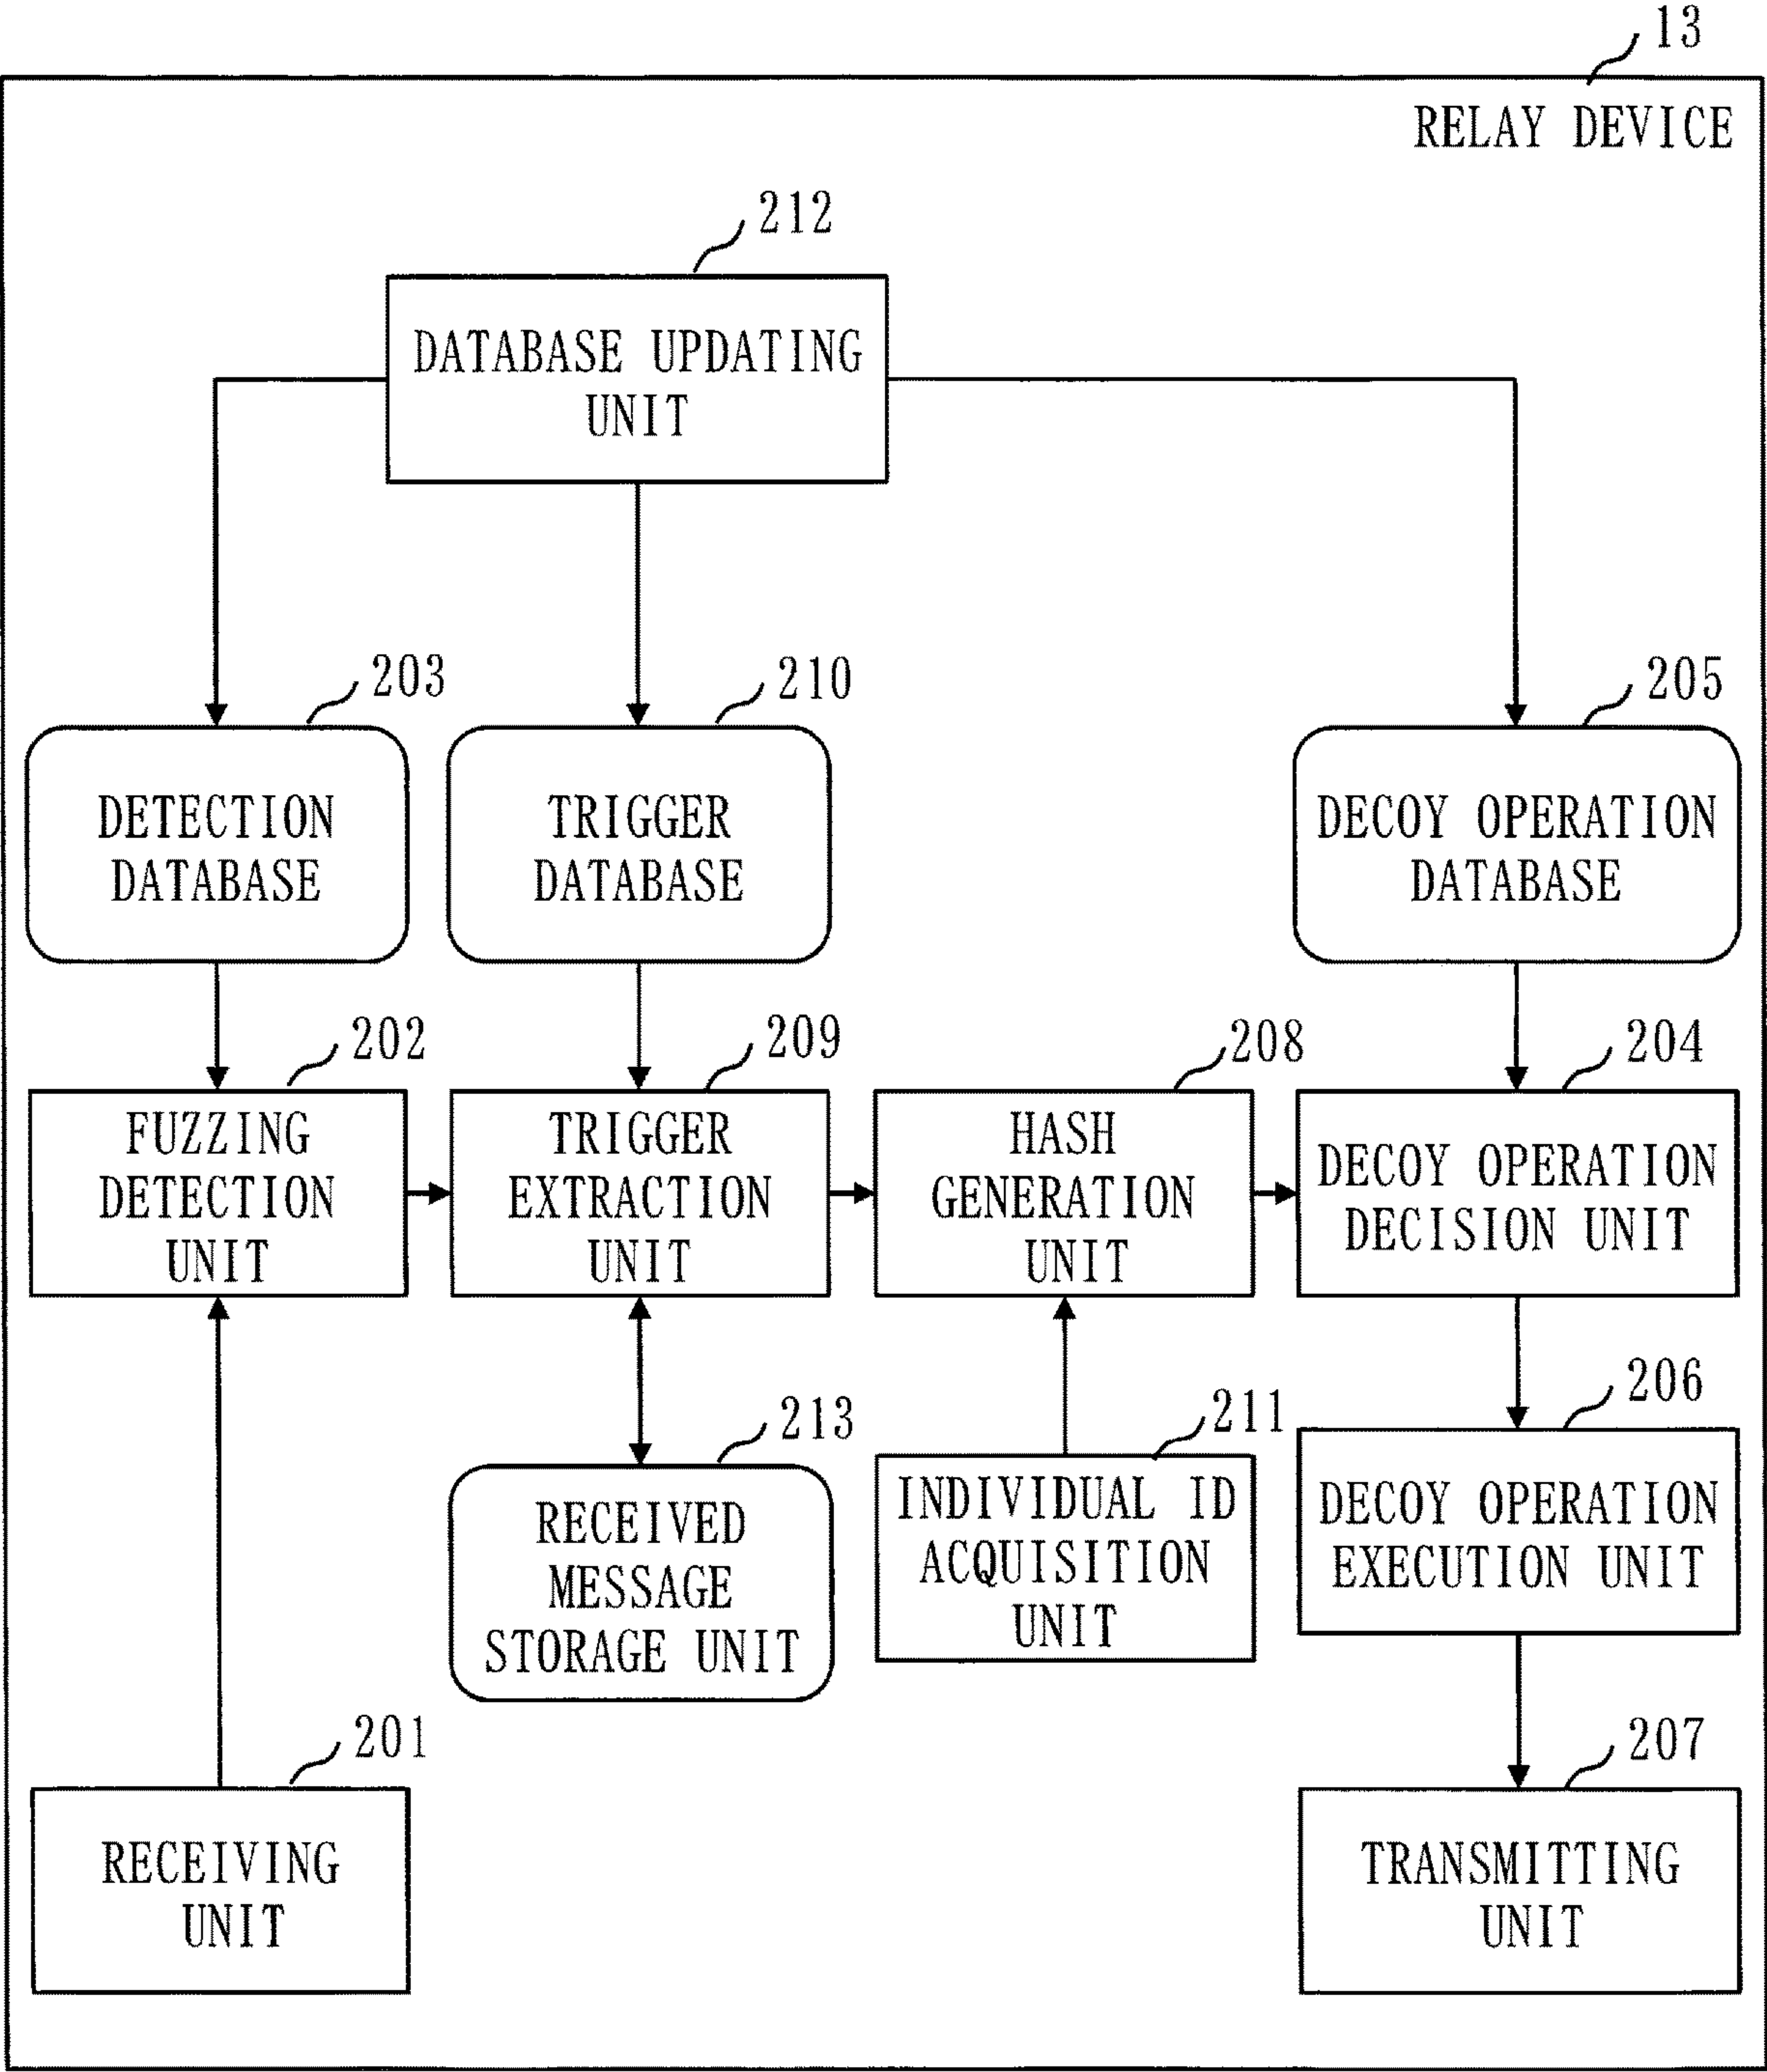 13
RELAY DEVICE
212
DATABASE UPDATING
UNIT
203
DETECTION
DATABASE
210
TRIGGER
DATABASE
205
DECOY OPERATION
DATABASE
202
FUZZING
DETECTION
UNIT
209
TRIGGER
EXTRACTION
UNIT
208
HASH
GENERATION
UNIT
204
DECOY OPERATION
DECISION UNIT
213
RECEIVED
MESSAGE
STORAGE UNIT
211
INDIVIDUAL ID
ACQUISITION
UNIT
206
DECOY OPERATION
EXECUTION UNIT
201
RECEIVING
UNIT
207
TRANSMITTING
UNIT